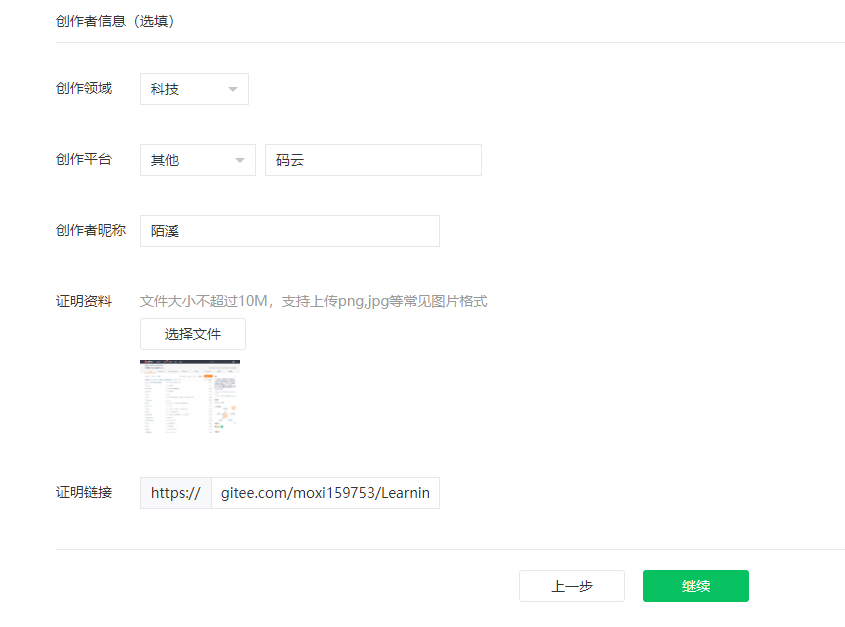 创作者信息（选填）
创作领域 科技
创作平台 其他 码云
创作者昵称 陌溪
证明资料 文件大小不超过10M，支持上传png,jpg等常见图片格式
选择文件
证明链接 https:// gitee.com/moxi159753/Learnin
上一步 继续